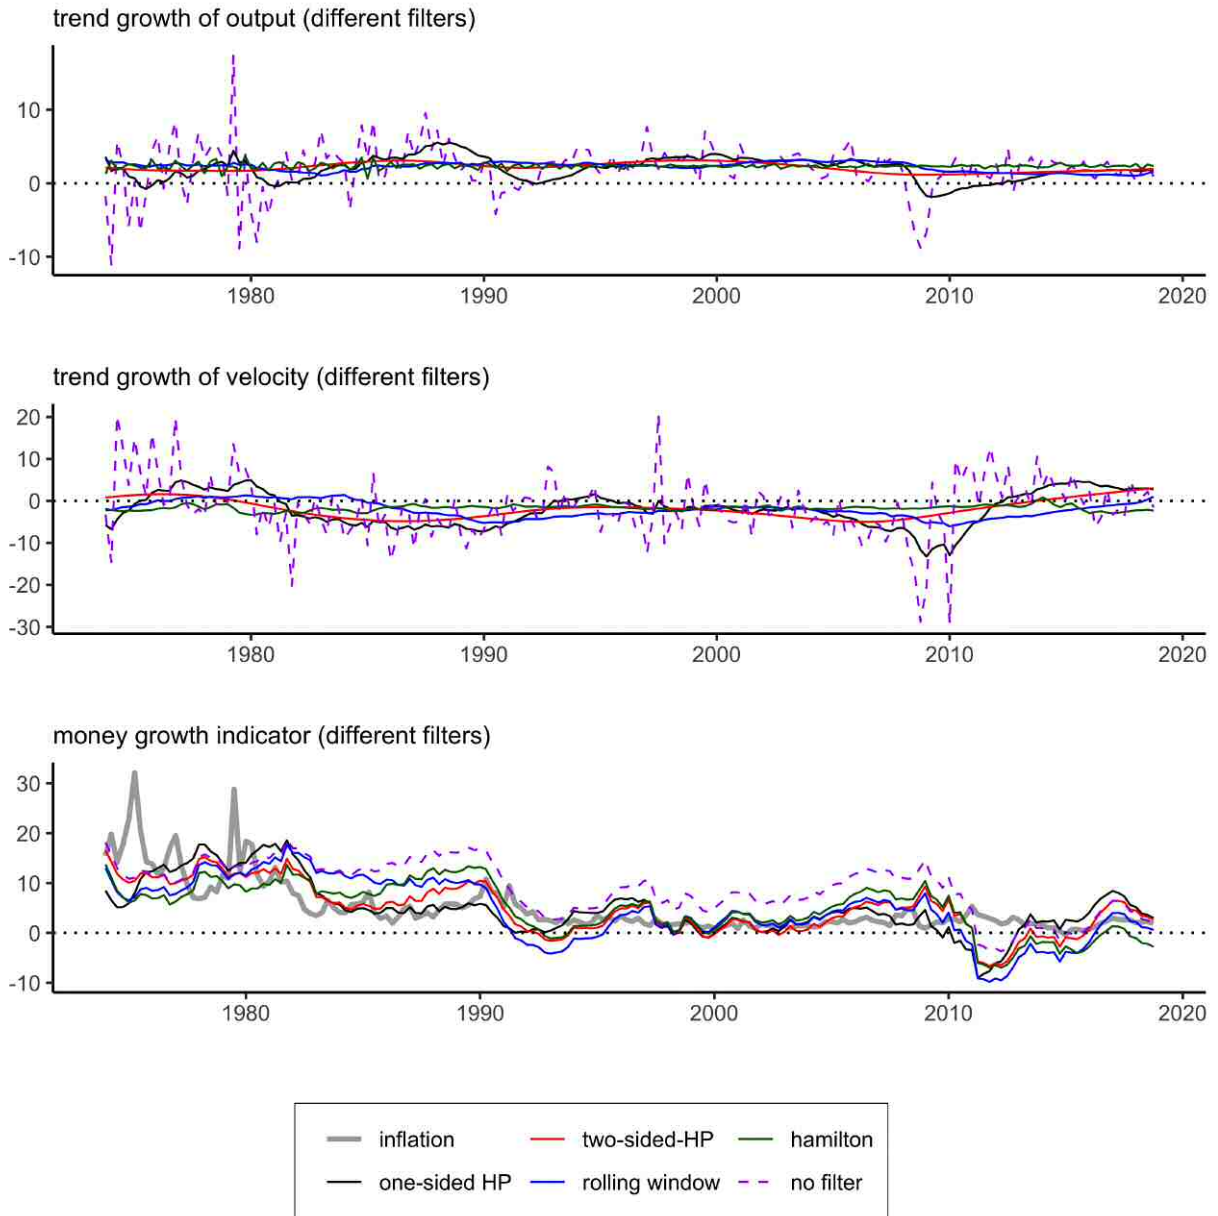 trend growth of output (different filters)
10
0
-10
1980 1990 2000 2010 2020
trend growth of velocity (different filters)
20
10
0
-10
-20
-30
1980 1990 2000 2010 2020
money growth indicator (different filters)
30
20
10
0
-10
1980 1990 2000 2010 2020
inflation two-sided-HP hamilton
one-sided HP rolling window no filter